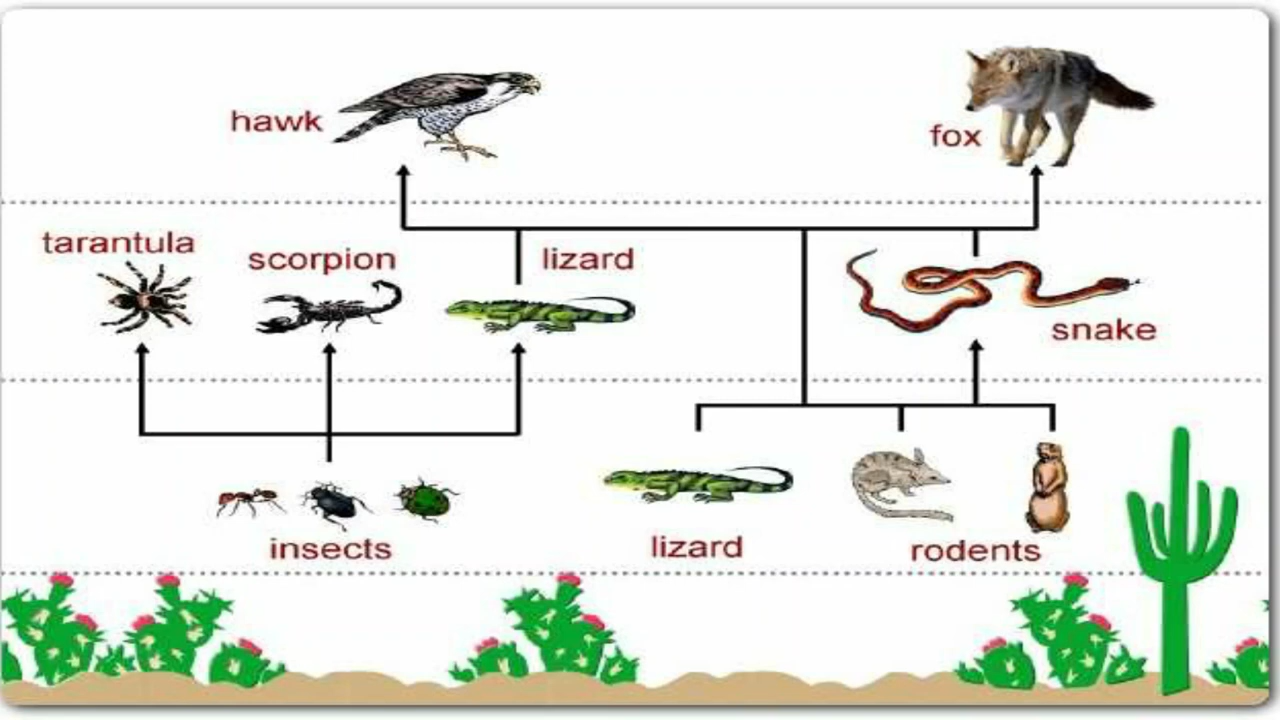 hawk
fox
tarantula
scorpion
lizard
snake
insects
lizard
rodents